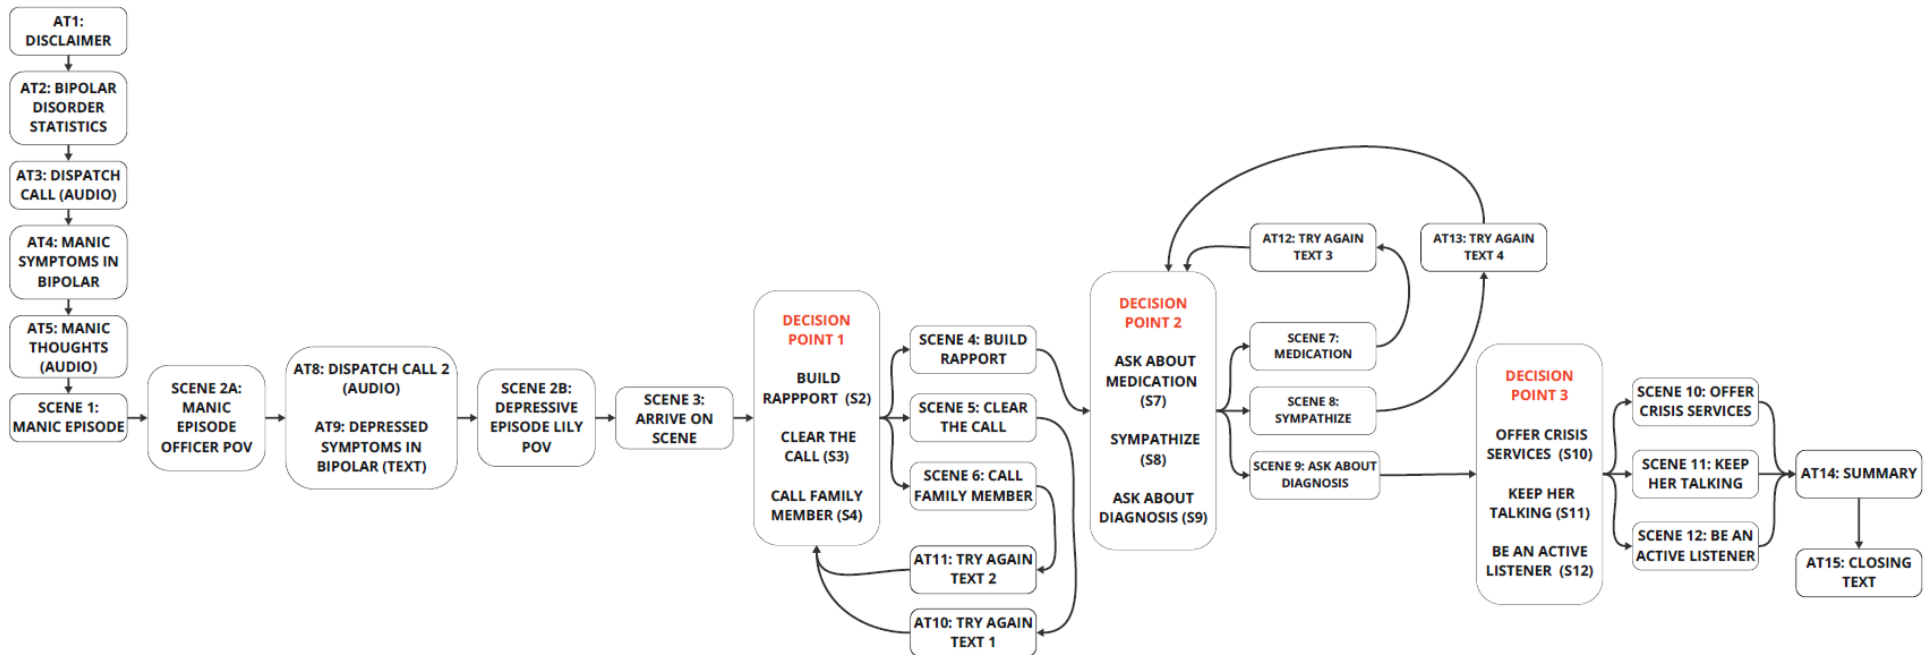 AT1:
DISCLAIMER
AT2: BIPOLAR
DISORDER
STATISTICS
AT3: DISPATCH
CALL (AUDIO)
AT4: MANIC
SYMPTOMS IN
BIPOLAR
AT5: MANIC
THOUGHTS
(AUDIO)
SCENE 1:
MANIC EPISODE
SCENE 2A:
MANIC
EPISODE
OFFICER POV
AT8: DISPATCH CALL 2
(AUDIO)
AT9: DEPRESSED
SYMPTOMS IN
BIPOLAR (TEXT)
SCENE 2B:
DEPRESSIVE
EPISODE LILY
POV
SCENE 3:
ARRIVE ON
SCENE
DECISION
POINT 1
BUILD
RAPPPORT (S2)
CLEAR THE
CALL (S3)
CALL FAMILY
MEMBER (S4)
SCENE 4: BUILD
RAPPORT
SCENE 5: CLEAR
THE CALL
SCENE 6: CALL
FAMILY MEMBER
AT11: TRY AGAIN
TEXT 2
AT10: TRY AGAIN
TEXT 1
DECISION
POINT 2
ASK ABOUT
MEDICATION
(S7)
SYMPATHIZE
(S8)
ASK ABOUT
DIAGNOSIS (S9)
AT12: TRY AGAIN
TEXT 3
AT13: TRY AGAIN
TEXT 4
SCENE 7:
MEDICATION
SCENE 8:
SYMPATHIZE
SCENE 9: ASK ABOUT
DIAGNOSIS
DECISION
POINT 3
OFFER CRISIS
SERVICES (S10)
KEEP HER
TALKING (S11)
BE AN ACTIVE
LISTENER (S12)
SCENE 10: OFFER
CRISIS SERVICES
SCENE 11: KEEP
HER TALKING
SCENE 12: BE AN
ACTIVE LISTENER
AT14: SUMMARY
AT15: CLOSING
TEXT